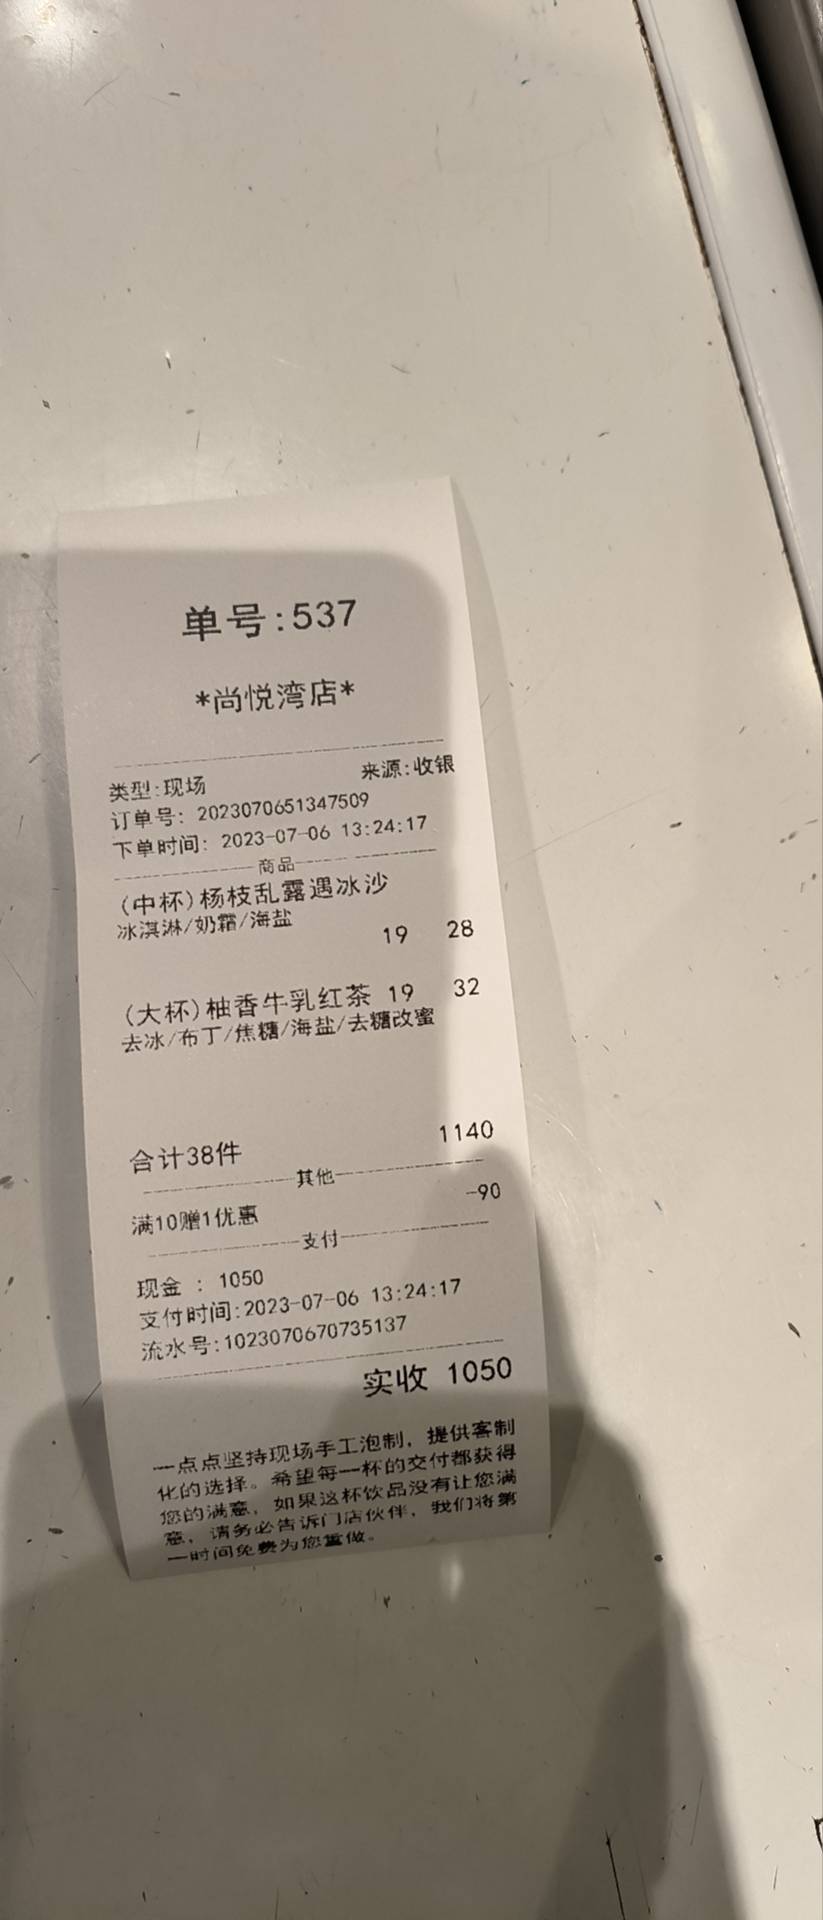 单号:537
*尚悦湾店*
类型:现场 来源:收银
订单号: 2023070651347509
下单时间: 2023-07-06 13:24:17
商品
(中杯)杨枝乱露遇冰沙
冰淇淋/奶霜/海盐
19 28
(大杯)柚香牛乳红茶 19 32
去冰/布丁/焦糖/海盐/去糖改蜜
合计38件 1140
其他
满10赠1优惠 -90
支付
现金 : 1050
支付时间:2023-07-06 13:24:17
流水号:1023070670735137
实收 1050
一点点坚持现场手工泡制，提供客制
化的选择。希望每一杯的交付都获得
您的满意，如果这杯饮品没有让您满
意，请务必告诉门店伙伴，我们将第
一时间免费为您重做。